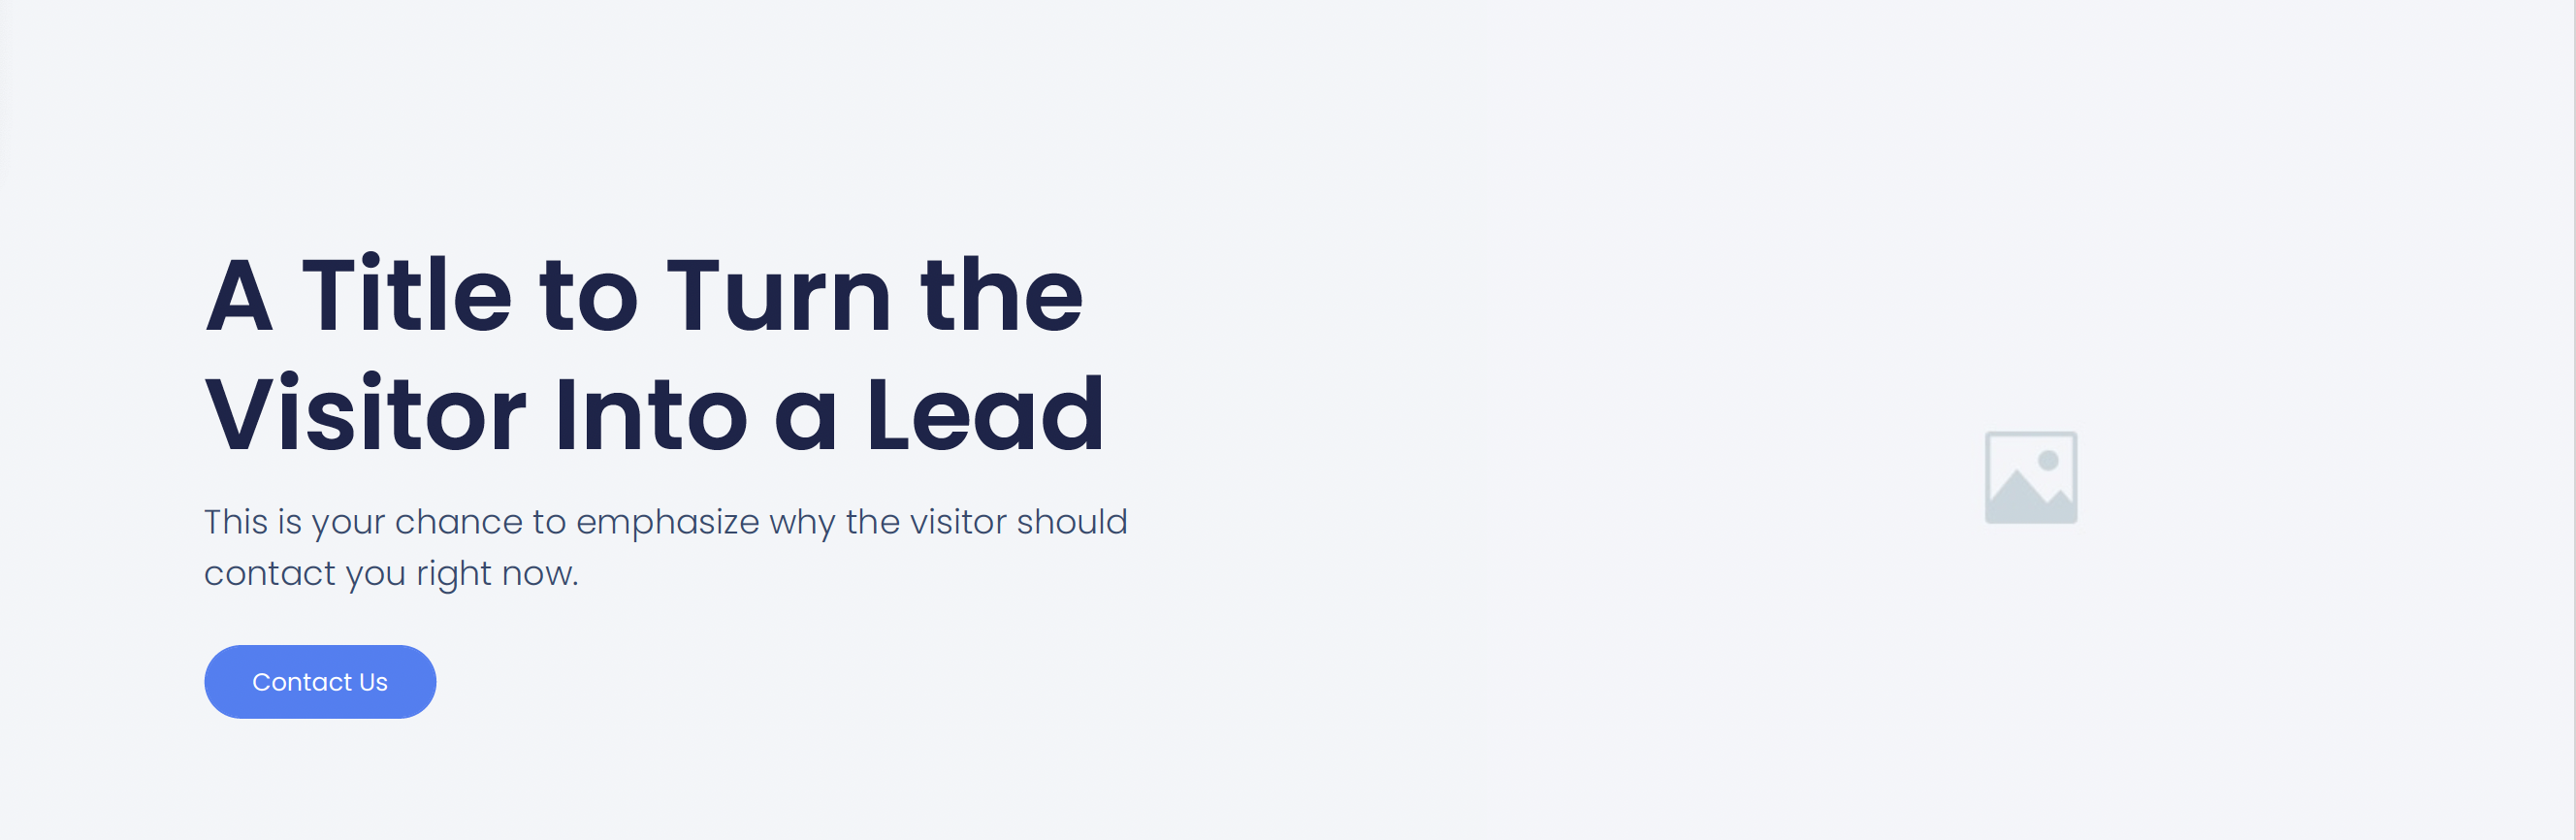 A Title to Turn the
Visitor Into a Lead
This is your chance to emphasize why the visitor should
contact you right now.
Contact Us